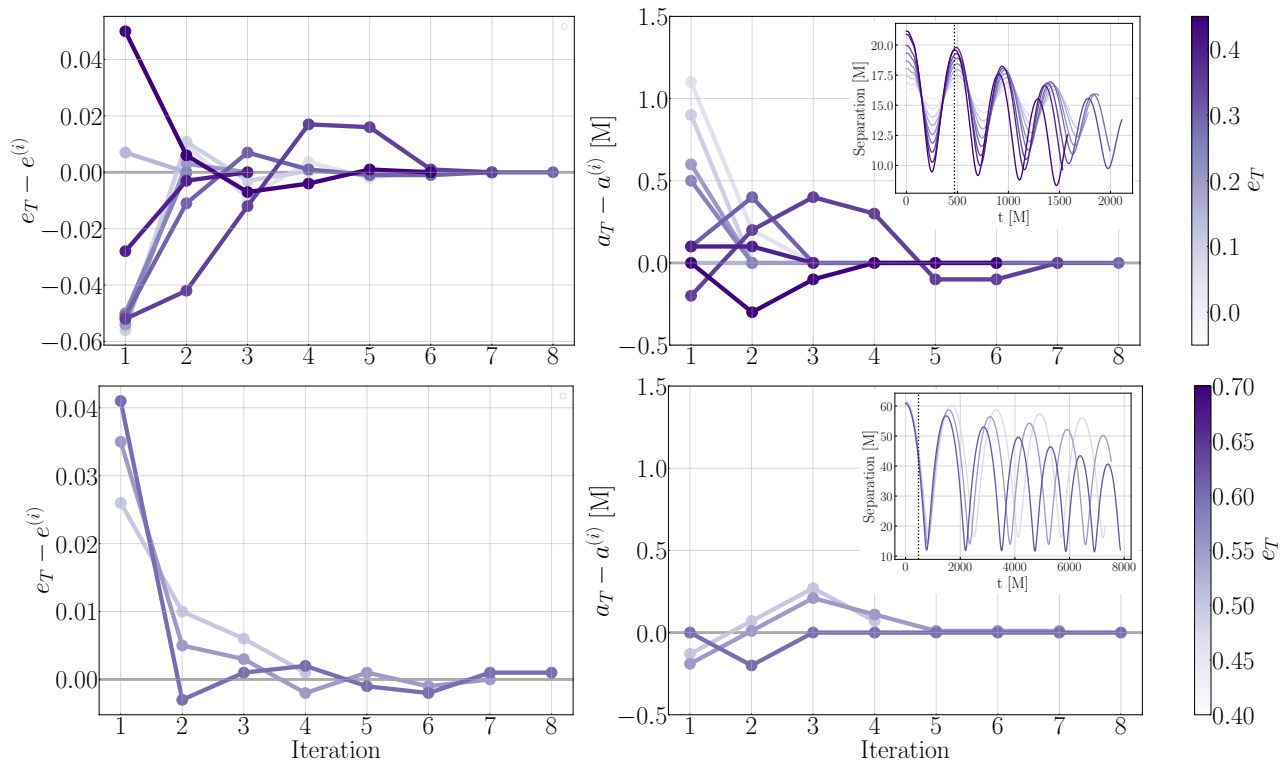 0.04
0.02
0.00
−0.02
−0.04
−0.06
e_T − e^(i)
1 2 3 4 5 6 7 8
1.5
1.0
0.5
0.0
−0.5
a_T − a^(i) [M]
1 2 3 4 5 6 7 8
20.0
17.5
15.0
12.5
10.0
Separation [M]
0 500 1000 1500 2000
t [M]
0.4
0.3
0.2
0.1
0.0
e_T
0.04
0.03
0.02
0.01
0.00
e_T − e^(i)
1 2 3 4 5 6 7 8
Iteration
1.5
1.0
0.5
0.0
−0.5
a_T − a^(i) [M]
1 2 3 4 5 6 7 8
Iteration
60
50
40
30
20
10
Separation [M]
0 2000 4000 6000 8000
t [M]
0.70
0.65
0.60
0.55
0.50
0.45
0.40
e_T